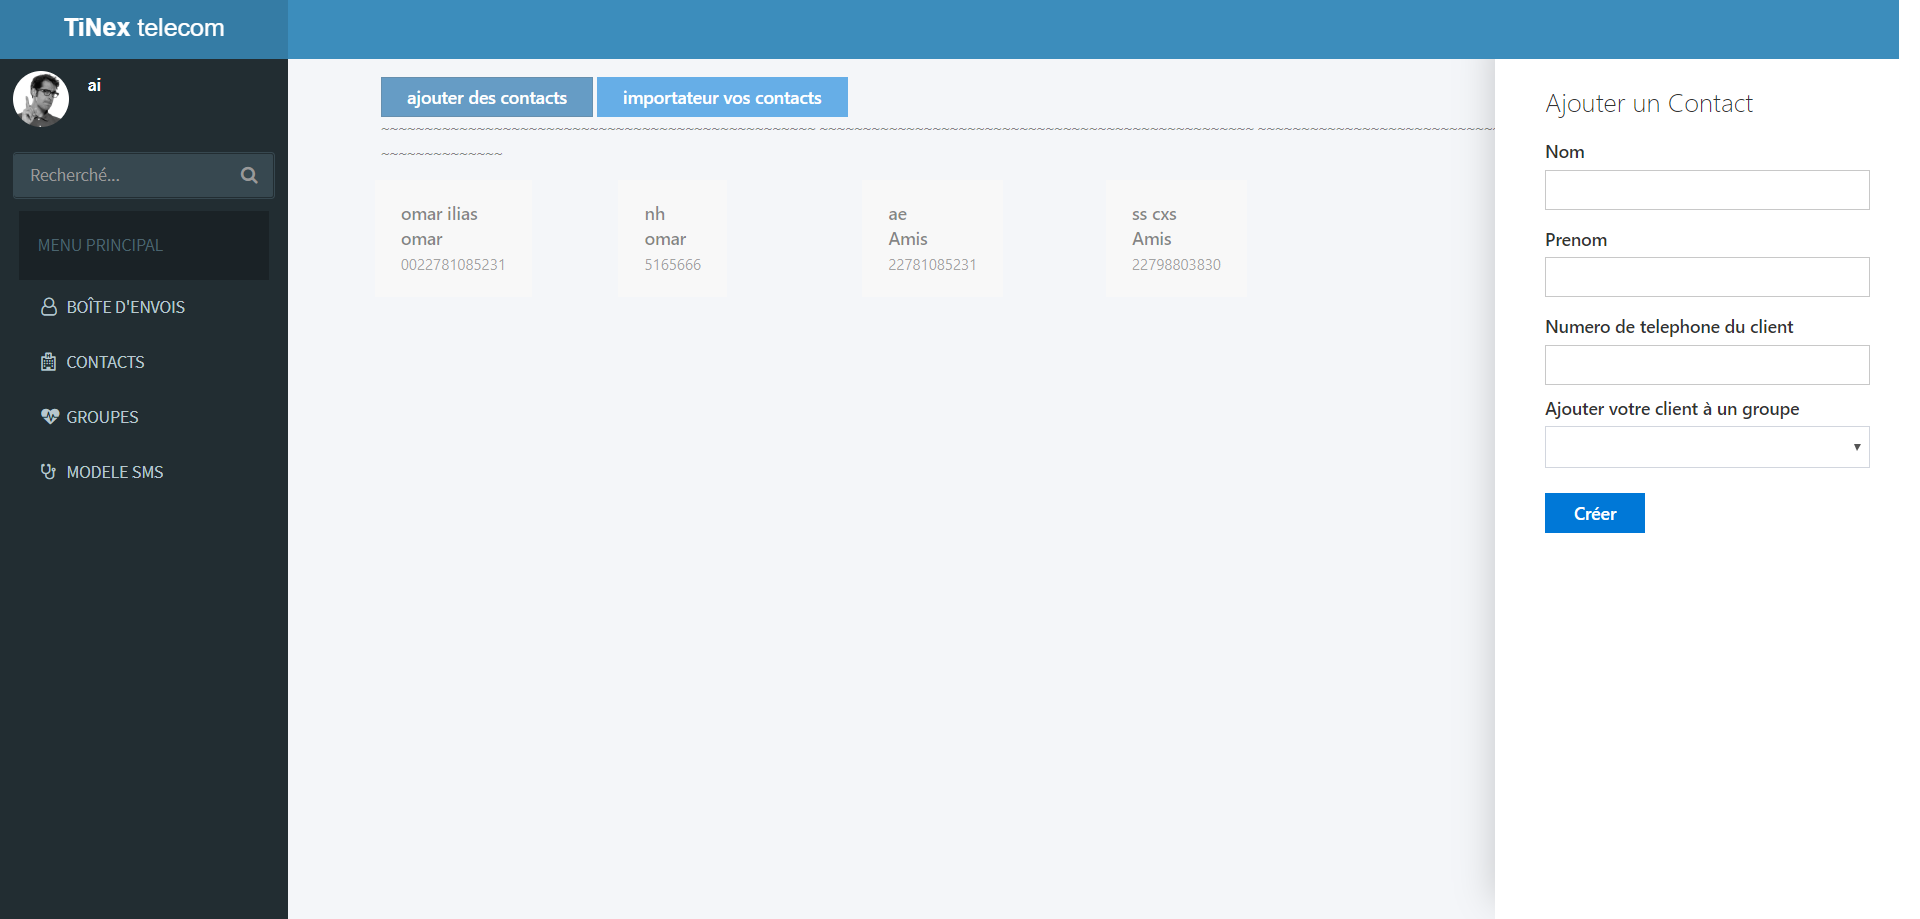 TiNex telecom
ai
Recherché...
MENU PRINCIPAL
BOÎTE D'ENVOIS
CONTACTS
GROUPES
MODELE SMS
ajouter des contacts
importateur vos contacts
~~~~~~~~~~~~~~~~~~~~~~~~~~~~~~~~~~~~~~~~~~~~~~~~~~ ~~~~~~~~~~~~~~~~~~~~~~~~~~~~~~~~~~~~~~~~~~~~~~~~~~ ~~~~~~~~~~~~~~~~~~~~~~~~~~~
~~~~~~~~~~~~~~
omar ilias
omar
0022781085231
nh
omar
5165666
ae
Amis
22781085231
ss cxs
Amis
22798803830
Ajouter un Contact
Nom
Prenom
Numero de telephone du client
Ajouter votre client à un groupe
Créer